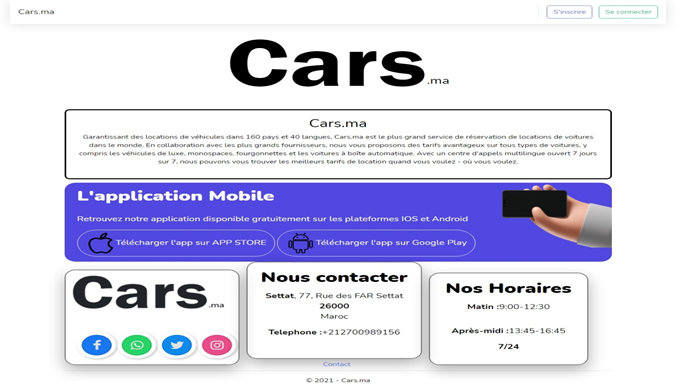 Cars.ma
S'inscrire
Se connecter
Cars.ma
Cars.ma
Garantissant des locations de véhicules dans 160 pays et 40 langues, Cars.ma est le plus grand service de réservation de locations de voitures
dans le monde. En collaboration avec les plus grands fournisseurs, nous vous proposons des tarifs avantageux sur tous types de voitures, y
compris les véhicules de luxe, monospaces, fourgonnettes et les voitures à boîte automatique. Avec un centre d'appels multilingue ouvert 7 jours
sur 7, nous pouvons vous trouver les meilleurs tarifs de location quand vous voulez - où vous voulez.
L'application Mobile
Retrouvez notre application disponible gratuitement sur les plateformes IOS et Android
Télécharger l'app sur APP STORE
Télécharger l'app sur Google Play
Cars.ma
Nous contacter
Settat, 77, Rue des FAR Settat
26000
Maroc
Telephone :+212700989156
Nos Horaires
Matin :9:00-12:30
Après-midi :13:45-16:45
7/24
Contact
© 2021 - Cars.ma